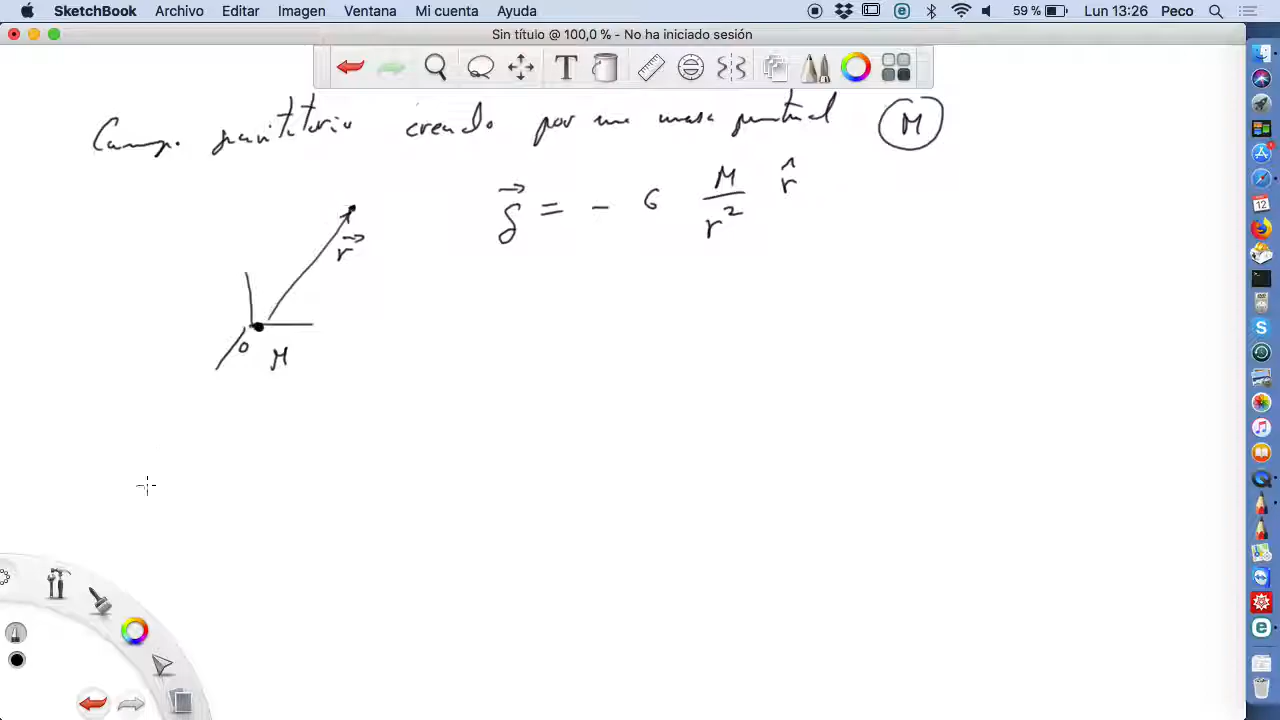 SketchBook Archivo Editar Imagen Ventana Mi cuenta Ayuda 59 % Lun 13:26 Peco
Sin título @ 100,0 % - No ha iniciado sesión
Campo gravitatorio creado por una masa puntual M
g = - G M/r² r̂
r
O
M